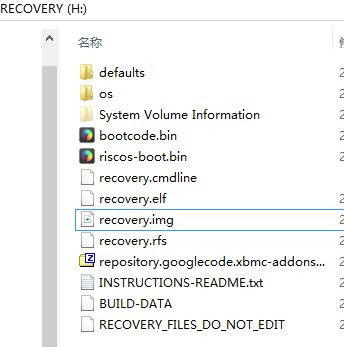 RECOVERY (H:)
名称
defaults
os
System Volume Information
bootcode.bin
riscos-boot.bin
recovery.cmdline
recovery.elf
recovery.img
recovery.rfs
repository.googlecode.xbmc-addons...
INSTRUCTIONS-README.txt
BUILD-DATA
RECOVERY_FILES_DO_NOT_EDIT